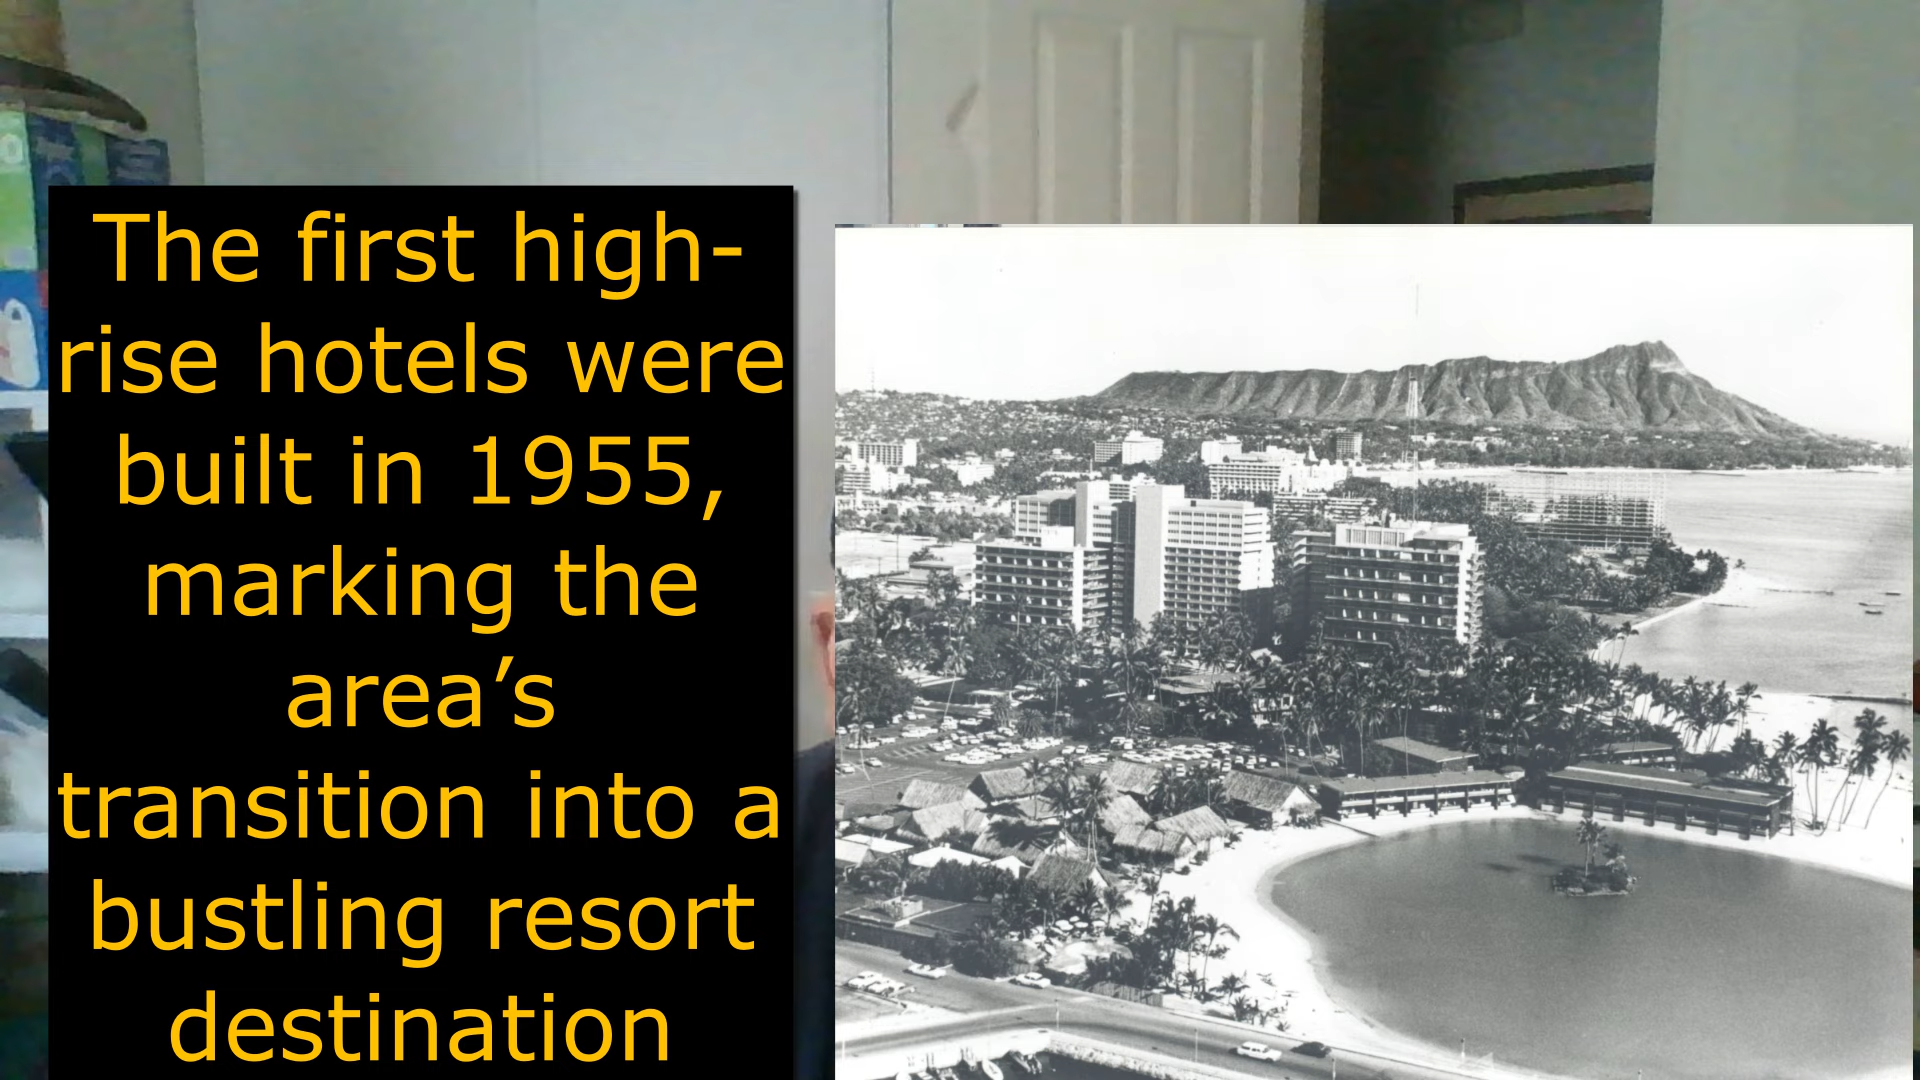 The first high-
rise hotels were
built in 1955,
marking the
area’s
transition into a
bustling resort
destination